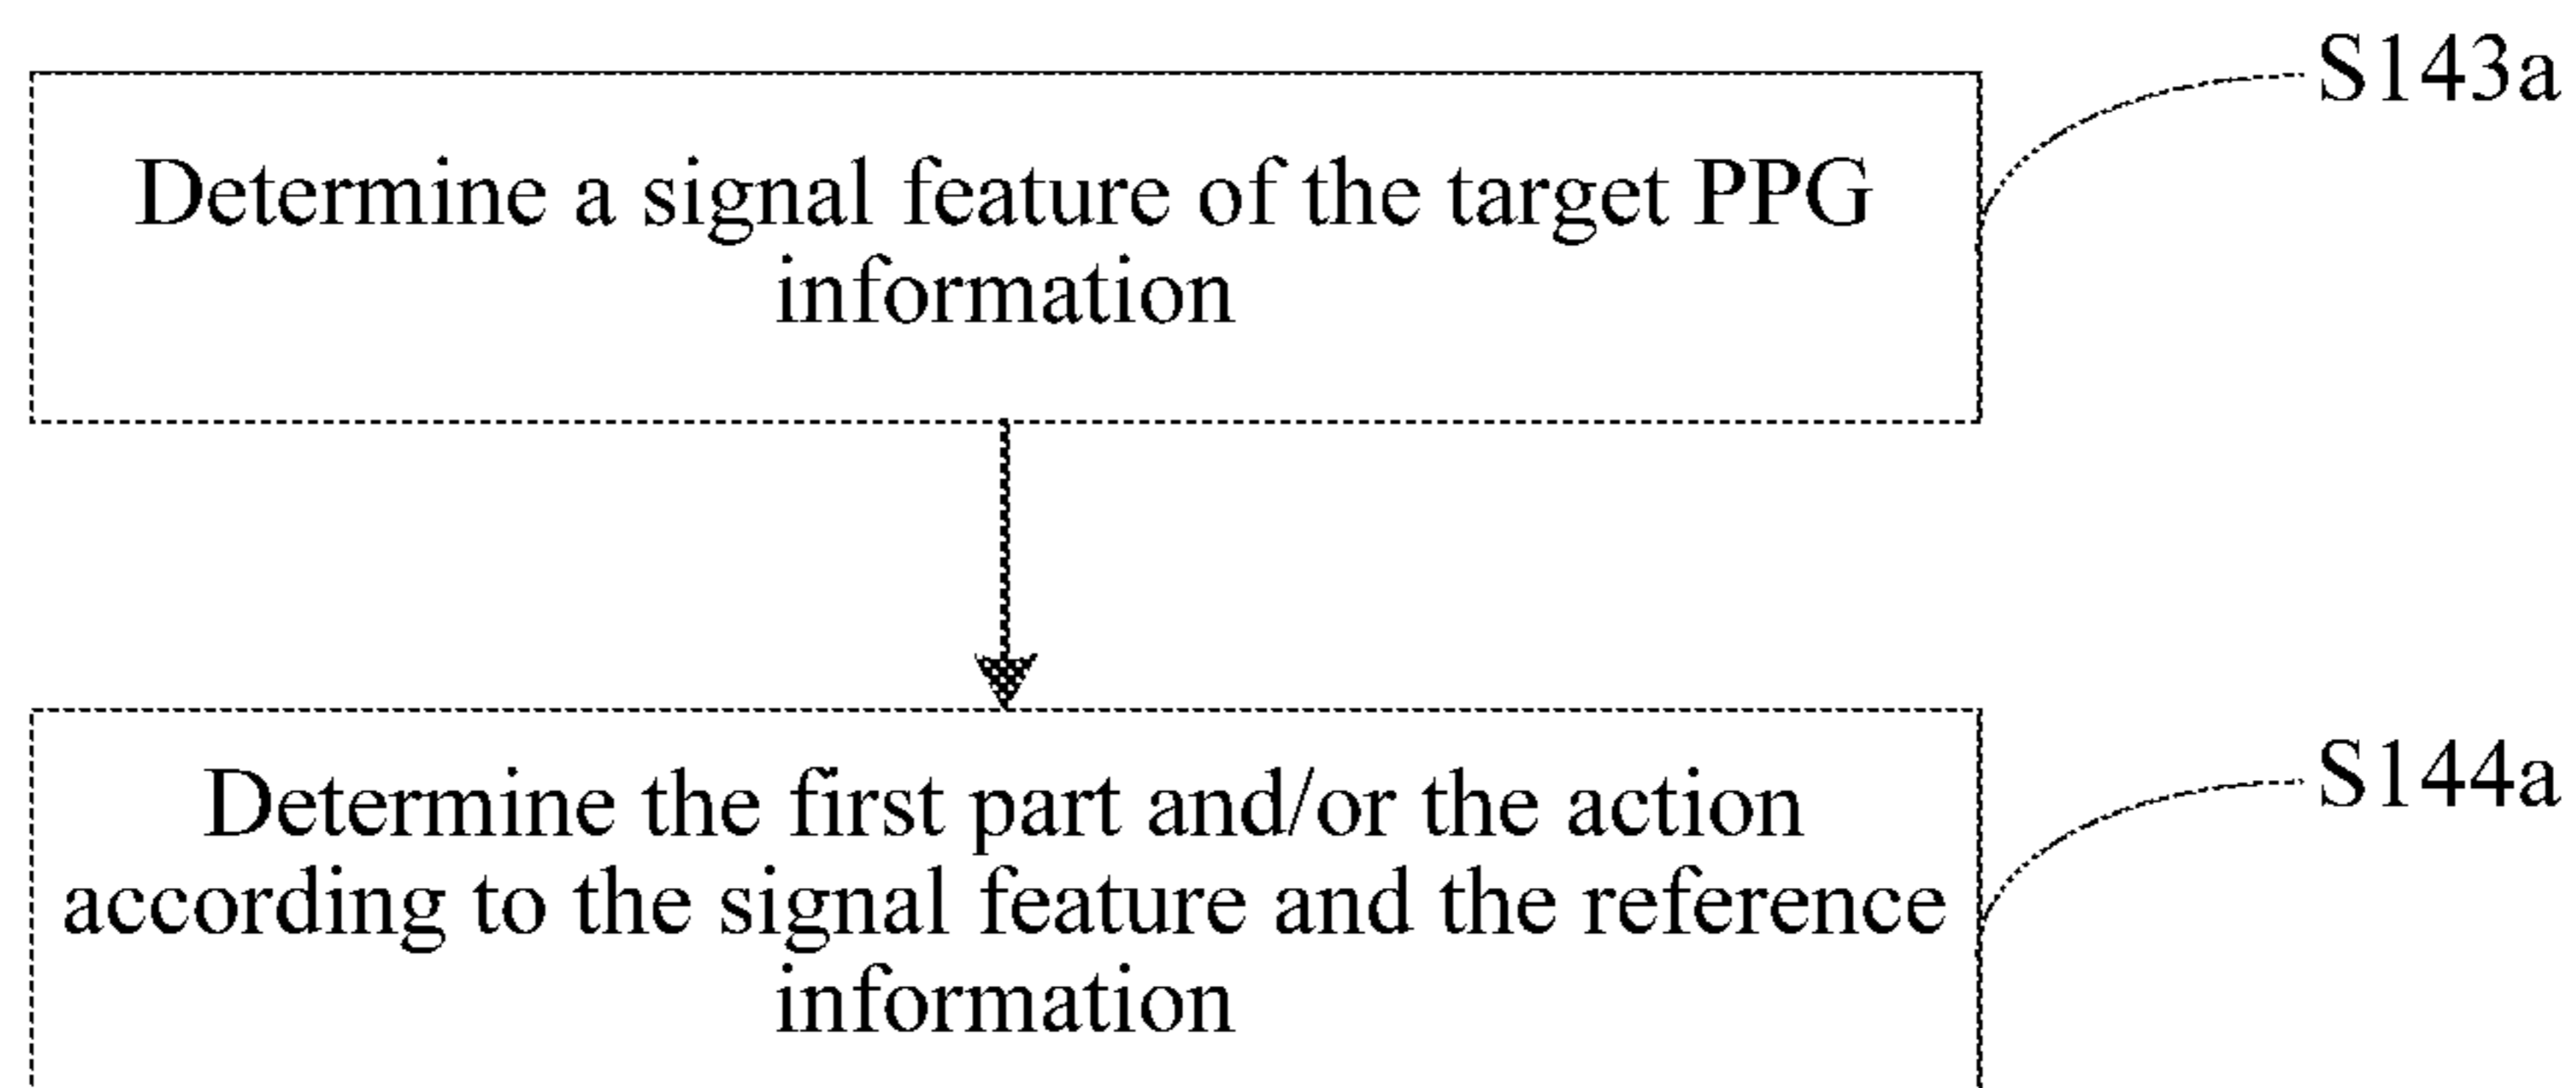 S143a
Determine a signal feature of the target PPG
information
S144a
Determine the first part and/or the action
according to the signal feature and the reference
information